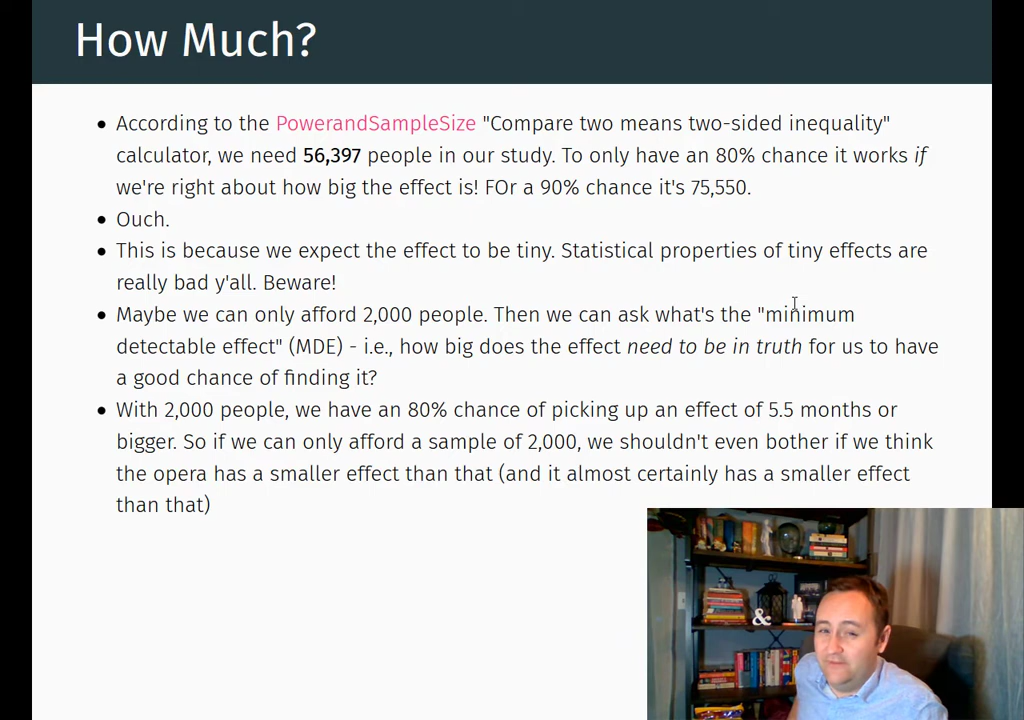 How Much?
According to the PowerandSampleSize "Compare two means two-sided inequality"
calculator, we need 56,397 people in our study. To only have an 80% chance it works if
we're right about how big the effect is! FOr a 90% chance it's 75,550.
Ouch.
This is because we expect the effect to be tiny. Statistical properties of tiny effects are
really bad y'all. Beware!
Maybe we can only afford 2,000 people. Then we can ask what's the "minimum
detectable effect" (MDE) - i.e., how big does the effect need to be in truth for us to have
a good chance of finding it?
With 2,000 people, we have an 80% chance of picking up an effect of 5.5 months or
bigger. So if we can only afford a sample of 2,000, we shouldn't even bother if we think
the opera has a smaller effect than that (and it almost certainly has a smaller effect
than that)
&